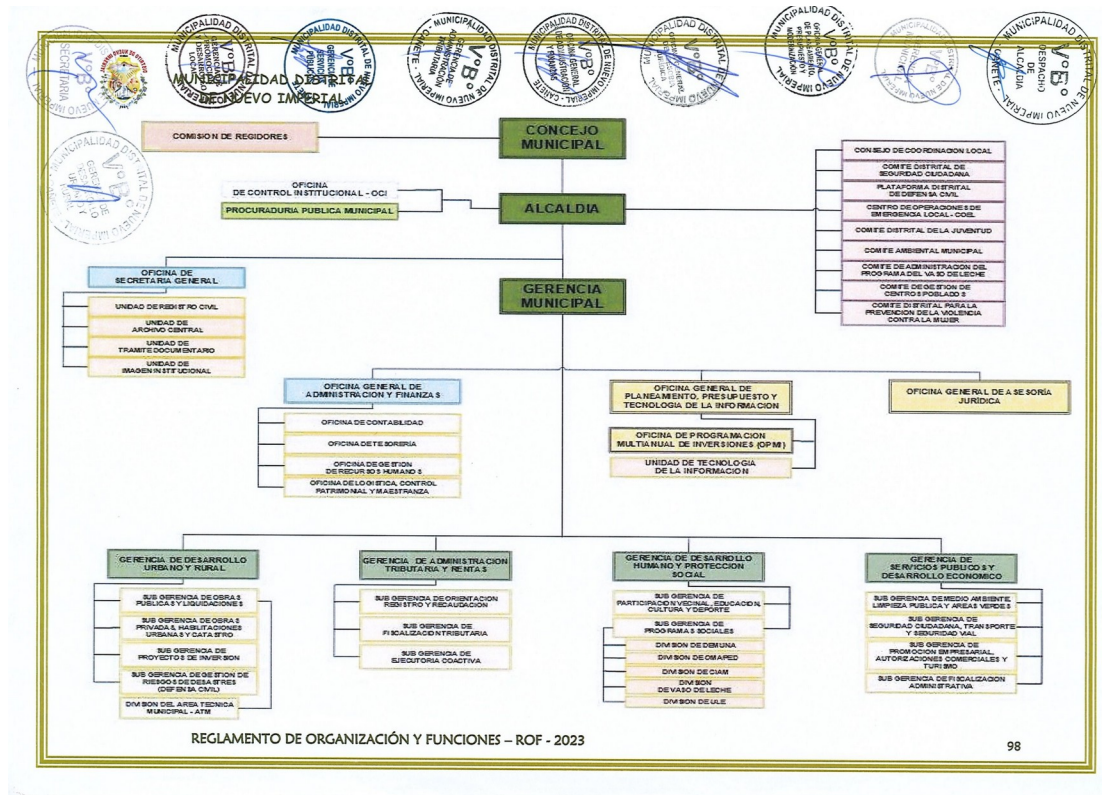 MUNICIPALIDAD DISTRITAL
DE NUEVO IMPERIAL
COMISION DE REGIDORES
CONCEJO
MUNICIPAL
OFICINA
DE CONTROL INSTITUCIONAL - OCI
PROCURADURIA PUBLICA MUNICIPAL
ALCALDIA
CONSEJO DE COORDINACION LOCAL
COMITE DISTRITAL DE
SEGURIDAD CIUDADANA
PLATAFORMA DISTRITAL
DE DEFENSA CIVIL
CENTRO DE OPERACIONES DE
EMERGENCIA LOCAL - COEL
COMITE DISTRITAL DE LA JUVENTUD
COMITE AMBIENTAL MUNICIPAL
COMITE DE ADMINISTRACION DEL
PROGRAMA DEL VASO DE LECHE
COMITE DE GESTION DE
CENTROS POBLADOS
COMITE DISTRITAL PARA LA
PREVENCION DE LA VIOLENCIA
CONTRA LA MUJER
OFICINA DE
SECRETARIA GENERAL
UNIDAD DE REGISTRO CIVIL
UNIDAD DE
ARCHIVO CENTRAL
UNIDAD DE
TRAMITE DOCUMENTARIO
UNIDAD DE
IMAGEN INSTITUCIONAL
GERENCIA
MUNICIPAL
OFICINA GENERAL DE
ADMINISTRACION Y FINANZAS
OFICINA DE CONTABILIDAD
OFICINA DE TESORERÍA
OFICINA DE GESTION
DE RECURSOS HUMANOS
OFICINA DE LOGISTICA, CONTROL
PATRIMONIAL Y MAESTRANZA
OFICINA GENERAL DE
PLANEAMIENTO, PRESUPUESTO Y
TECNOLOGIA DE LA INFORMACION
OFICINA DE PROGRAMACION
MULTIANUAL DE INVERSIONES (OPMI)
UNIDAD DE TECNOLOGIA
DE LA INFORMACION
OFICINA GENERAL DE ASESORÍA
JURÍDICA
GERENCIA DE DESARROLLO
URBANO Y RURAL
SUB GERENCIA DE OBRAS
PUBLICAS Y LIQUIDACIONES
SUB GERENCIA DE OBRAS
PRIVADAS, HABILITACIONES
URBANAS Y CATASTRO
SUB GERENCIA DE
PROYECTOS DE INVERSION
SUB GERENCIA DE GESTION DE
RIESGOS DE DESASTRES
(DEFENSA CIVIL)
DIVISION DEL AREA TECNICA
MUNICIPAL - ATM
GERENCIA DE ADMINISTRACION
TRIBUTARIA Y RENTAS
SUB GERENCIA DE ORIENTACION
REGISTRO Y RECAUDACION
SUB GERENCIA DE
FISCALIZACION TRIBUTARIA
SUB GERENCIA DE
EJECUTORIA COACTIVA
GERENCIA DE DESARROLLO
HUMANO Y PROTECCION
SOCIAL
SUB GERENCIA DE
PARTICIPACION VECINAL, EDUCACION,
CULTURA Y DEPORTE
SUB GERENCIA DE
PROGRAMAS SOCIALES
DIVISION DE DEMUNA
DIVISION DE OMAPED
DIVISION DE CIAM
DIVISION
DE VASO DE LECHE
DIVISION DE ULE
GERENCIA DE
SERVICIOS PUBLICOS Y
DESARROLLO ECONOMICO
SUB GERENCIA DE MEDIO AMBIENTE,
LIMPIEZA PUBLICA Y AREAS VERDES
SUB GERENCIA DE
SEGURIDAD CIUDADANA, TRANSPORTE
Y SEGURIDAD VIAL
SUB GERENCIA DE
PROMOCION EMPRESARIAL,
AUTORIZACIONES COMERCIALES Y
TURISMO
SUB GERENCIA DE FISCALIZACION
ADMINISTRATIVA
REGLAMENTO DE ORGANIZACIÓN Y FUNCIONES – ROF - 2023
98